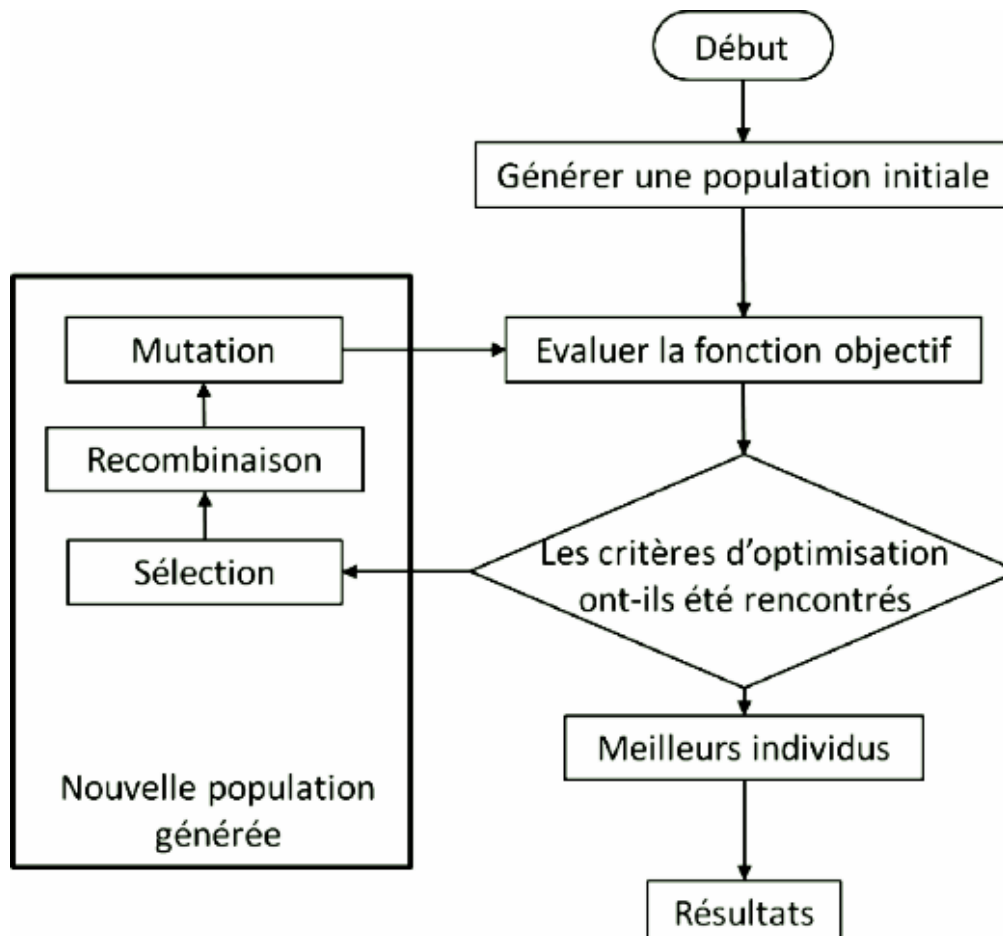 Début
Générer une population initiale
Mutation
Evaluer la fonction objectif
Recombinaison
Sélection
Les critères d'optimisation
ont-ils été rencontrés
Meilleurs individus
Nouvelle population
générée
Résultats